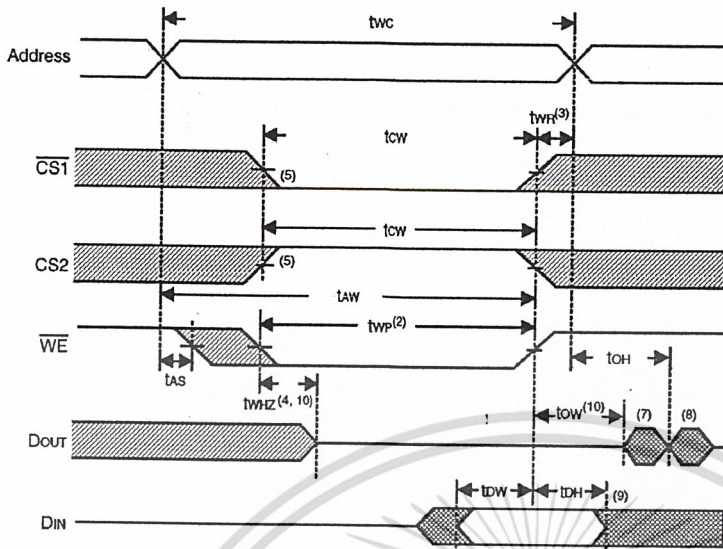 twc
Address
tWR(3)
tcw
CS1
(5)
tcw
CS2
(5)
tAW
tWP(2)
WE
tAS
tOH
tWHZ(4, 10)
tOW(10)
(7)
(8)
DOUT
tDW
tDH
(9)
DIN